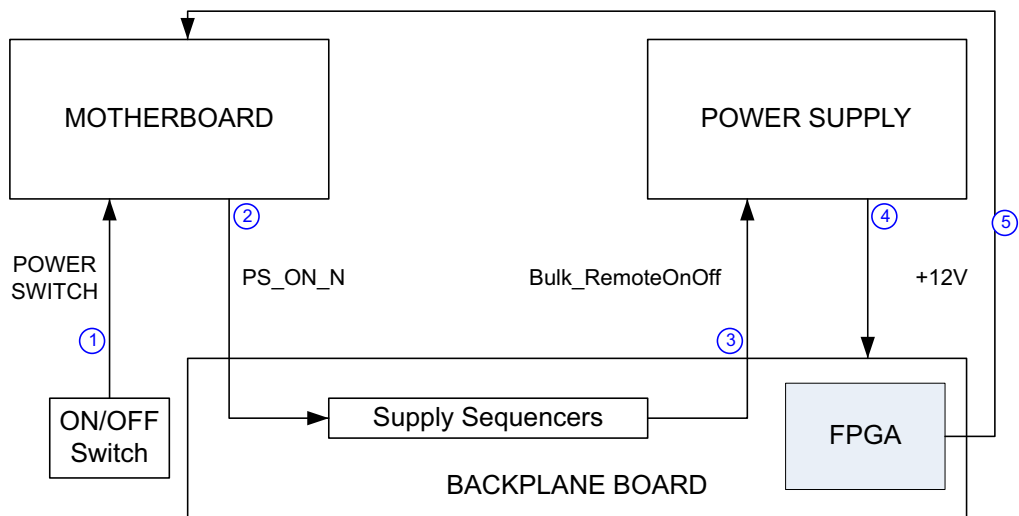 MOTHERBOARD
POWER SUPPLY
2
4
5
POWER
SWITCH
PS_ON_N
Bulk_RemoteOnOff
+12V
1
3
ON/OFF
Switch
Supply Sequencers
FPGA
BACKPLANE BOARD